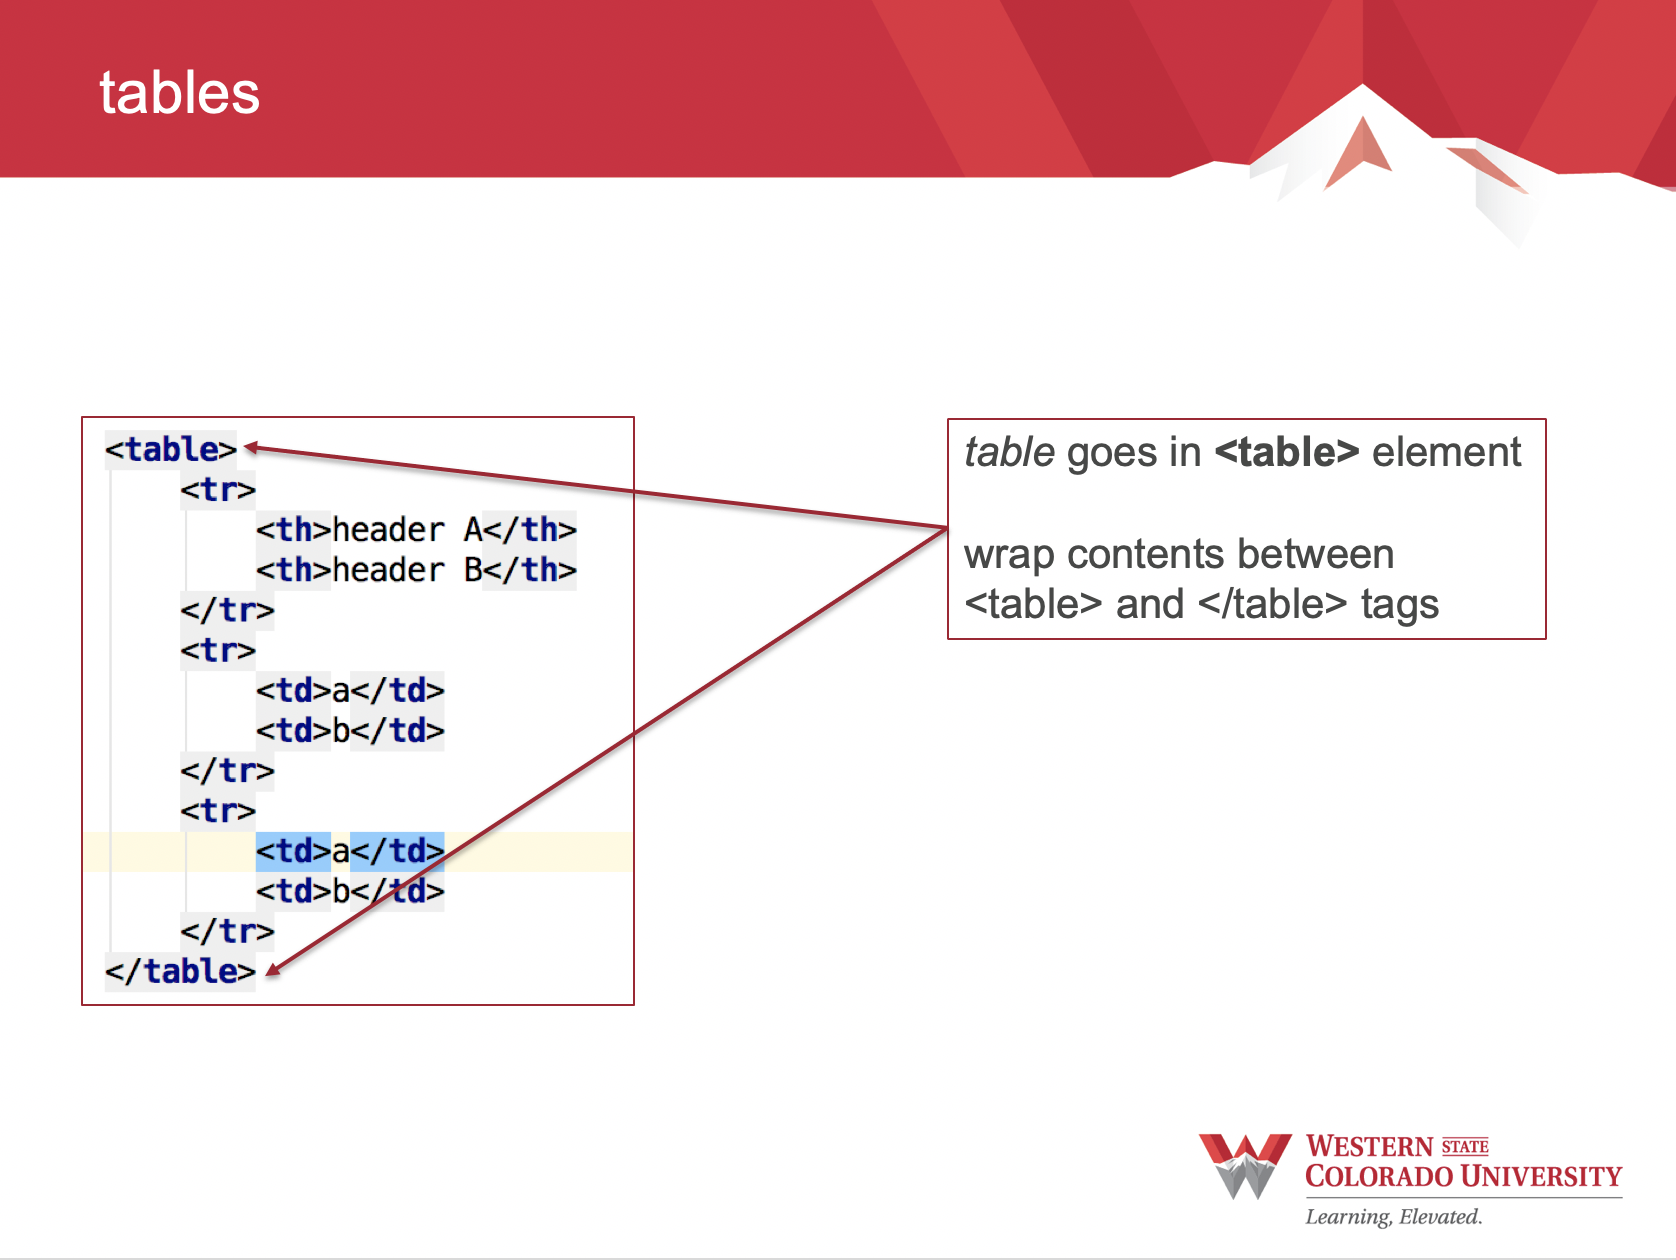 tables
<table>
<tr>
<th>header A</th>
<th>header B</th>
</tr>
<tr>
<td>a</td>
<td>b</td>
</tr>
<tr>
<td>a</td>
<td>b</td>
</tr>
</table>
table goes in <table> element
wrap contents between
<table> and </table> tags
WESTERN STATE
COLORADO UNIVERSITY
Learning, Elevated.